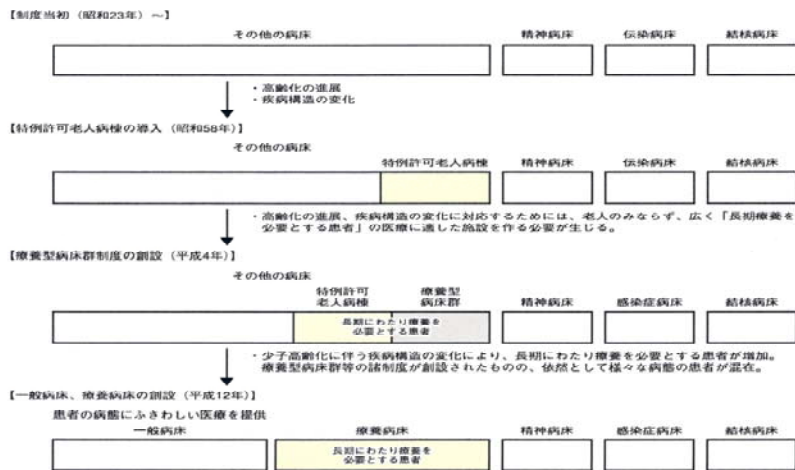 【制度当初（昭和23年）～】
その他の病床 精神病床 伝染病床 結核病床
・高齢化の進展
・疾病構造の変化
【特例許可老人病棟の導入（昭和58年）】
その他の病床
特例許可老人病棟 精神病床 伝染病床 結核病床
・高齢化の進展、疾病構造の変化に対応するためには、老人のみならず、広く「長期療養を
必要とする患者」の医療に適した施設を作る必要が生じる。
【療養型病床群制度の創設（平成4年）】
その他の病床
特例許可 療養型
老人病棟 病床群 精神病床 感染症病床 結核病床
長期にわたり療養を
必要とする患者
・少子高齢化に伴う疾病構造の変化により、長期にわたり療養を必要とする患者が増加。
療養型病床群等の諸制度が創設されたものの、依然として様々な病態の患者が混在。
【一般病床、療養病床の創設（平成12年）】
患者の病態にふさわしい医療を提供
一般病床 療養病床 精神病床 感染症病床 結核病床
長期にわたり療養を
必要とする患者